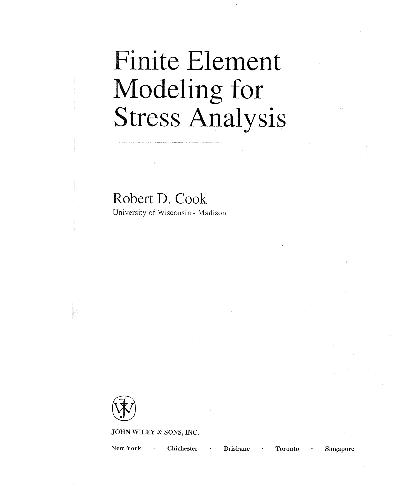 Finite Element
Modeling for
Stress Analysis
Robert D. Cook
University of Wisconsin - Madison
JOHN WILEY & SONS, INC.
New York · Chichester · Brisbane · Toronto · Singapore